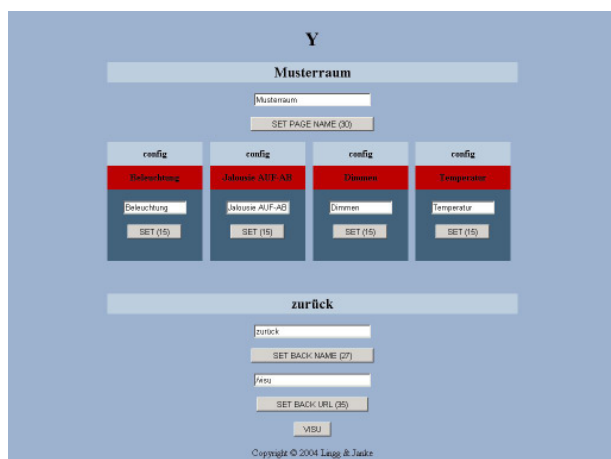 Y
Musterraum
Musterraum
SET PAGE NAME (30)
config config config config
Beleuchtung Jalousie AUF-AB Dimmen Temperatur
Beleuchtung Jalousie AUF-AB Dimmen Temperatur
SET (15) SET (15) SET (15) SET (15)
zurück
zurück
SET BACK NAME (27)
/visu
SET BACK URL (35)
VISU
Copyright © 2004 Lingg & Janke